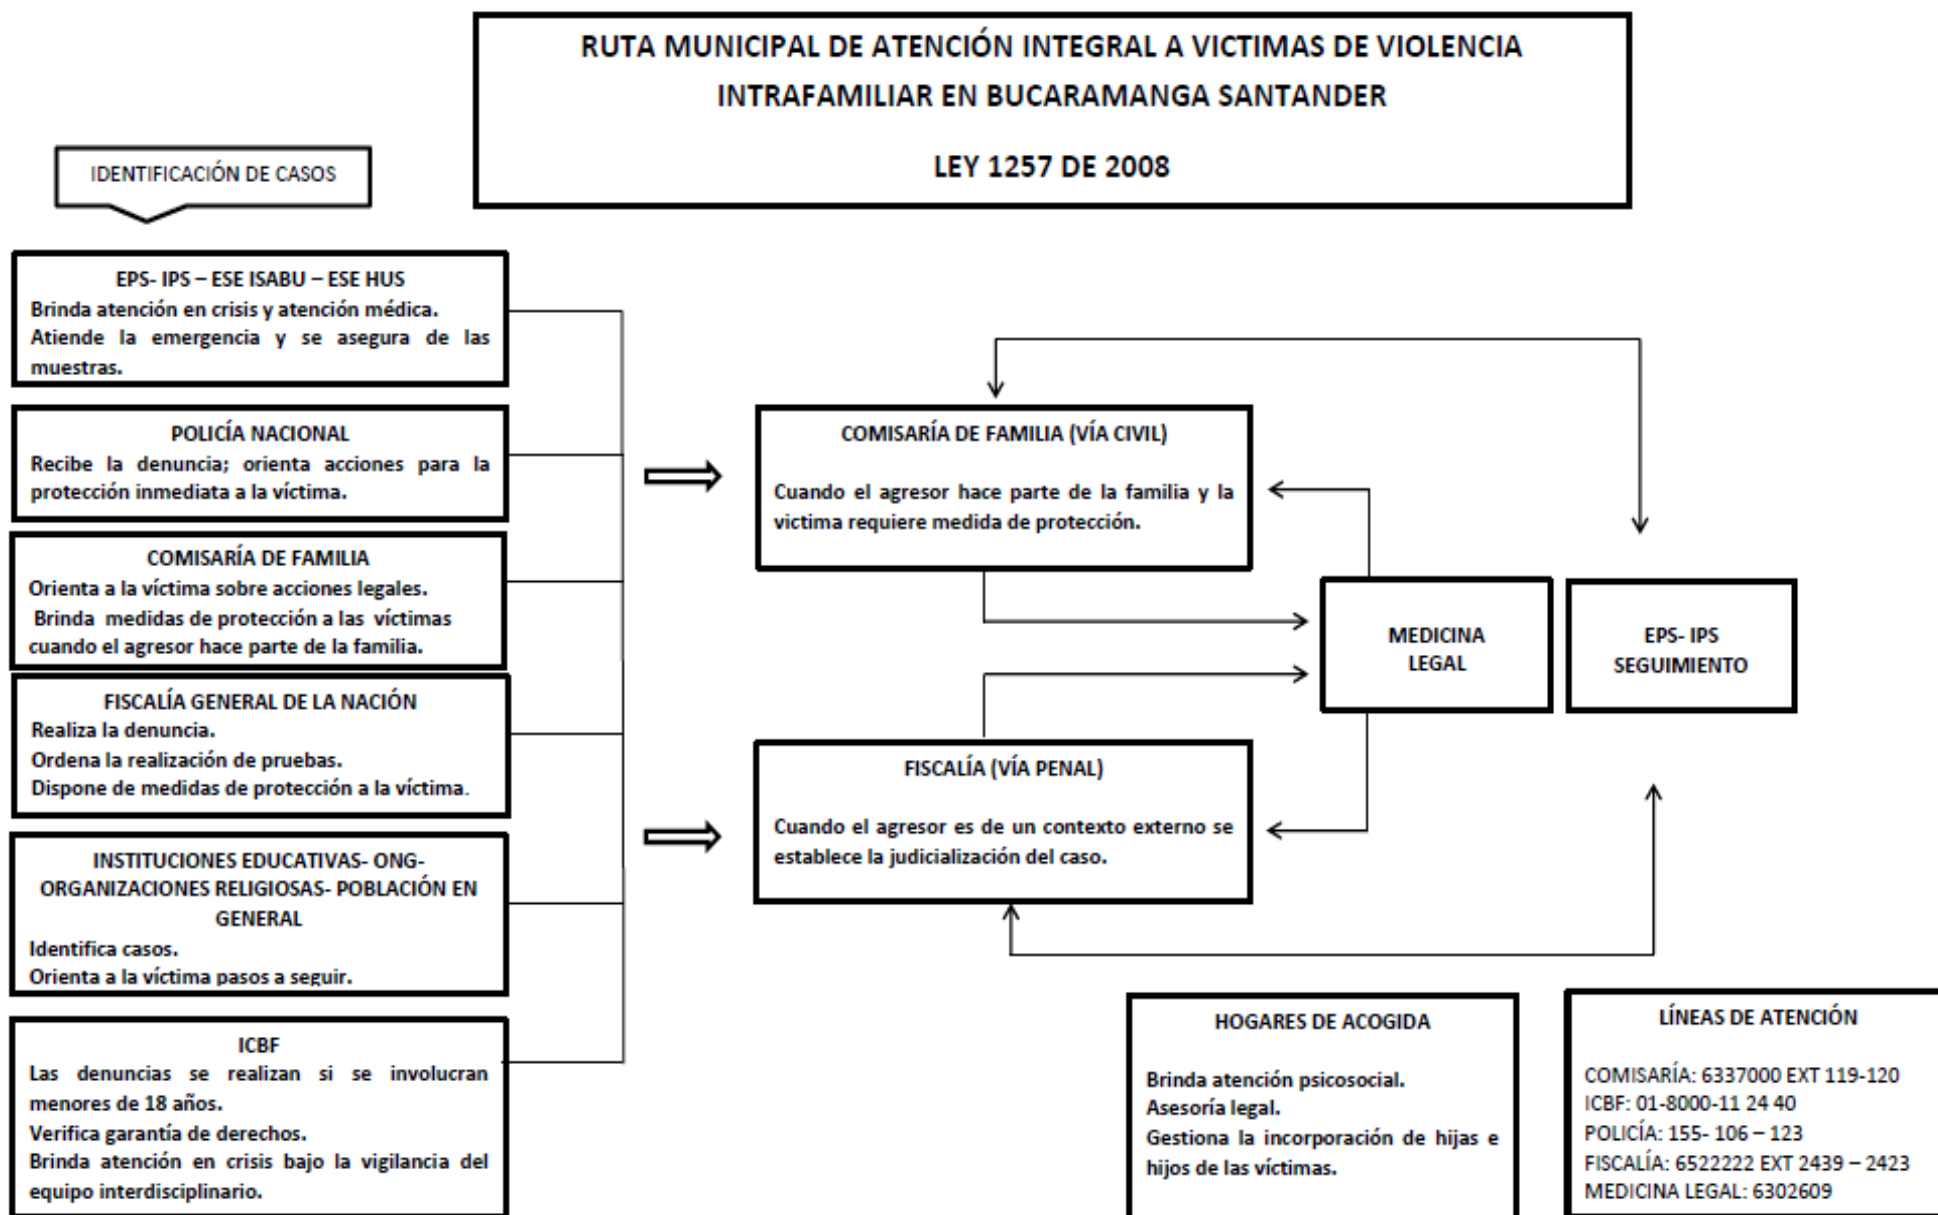 RUTA MUNICIPAL DE ATENCIÓN INTEGRAL A VICTIMAS DE VIOLENCIA
INTRAFAMILIAR EN BUCARAMANGA SANTANDER
LEY 1257 DE 2008
IDENTIFICACIÓN DE CASOS
EPS- IPS – ESE ISABU – ESE HUS
Brinda atención en crisis y atención médica.
Atiende la emergencia y se asegura de las
muestras.
POLICÍA NACIONAL
Recibe la denuncia; orienta acciones para la
protección inmediata a la víctima.
COMISARÍA DE FAMILIA
Orienta a la víctima sobre acciones legales.
Brinda medidas de protección a las víctimas
cuando el agresor hace parte de la familia.
FISCALÍA GENERAL DE LA NACIÓN
Realiza la denuncia.
Ordena la realización de pruebas.
Dispone de medidas de protección a la víctima.
INSTITUCIONES EDUCATIVAS- ONG-
ORGANIZACIONES RELIGIOSAS- POBLACIÓN EN
GENERAL
Identifica casos.
Orienta a la víctima pasos a seguir.
ICBF
Las denuncias se realizan si se involucran
menores de 18 años.
Verifica garantía de derechos.
Brinda atención en crisis bajo la vigilancia del
equipo interdisciplinario.
COMISARÍA DE FAMILIA (VÍA CIVIL)
Cuando el agresor hace parte de la familia y la
victima requiere medida de protección.
FISCALÍA (VÍA PENAL)
Cuando el agresor es de un contexto externo se
establece la judicialización del caso.
MEDICINA
LEGAL
EPS- IPS
SEGUIMIENTO
HOGARES DE ACOGIDA
Brinda atención psicosocial.
Asesoría legal.
Gestiona la incorporación de hijas e
hijos de las víctimas.
LÍNEAS DE ATENCIÓN
COMISARÍA: 6337000 EXT 119-120
ICBF: 01-8000-11 24 40
POLICÍA: 155- 106 – 123
FISCALÍA: 6522222 EXT 2439 – 2423
MEDICINA LEGAL: 6302609